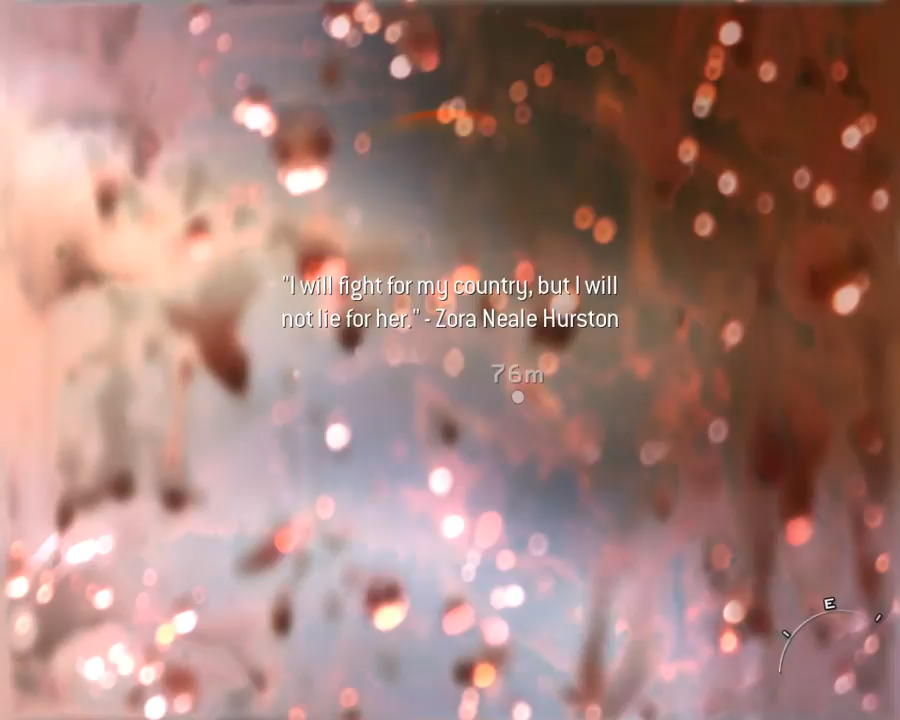 "I will fight for my country, but I will
not lie for her." - Zora Neale Hurston
76m
E